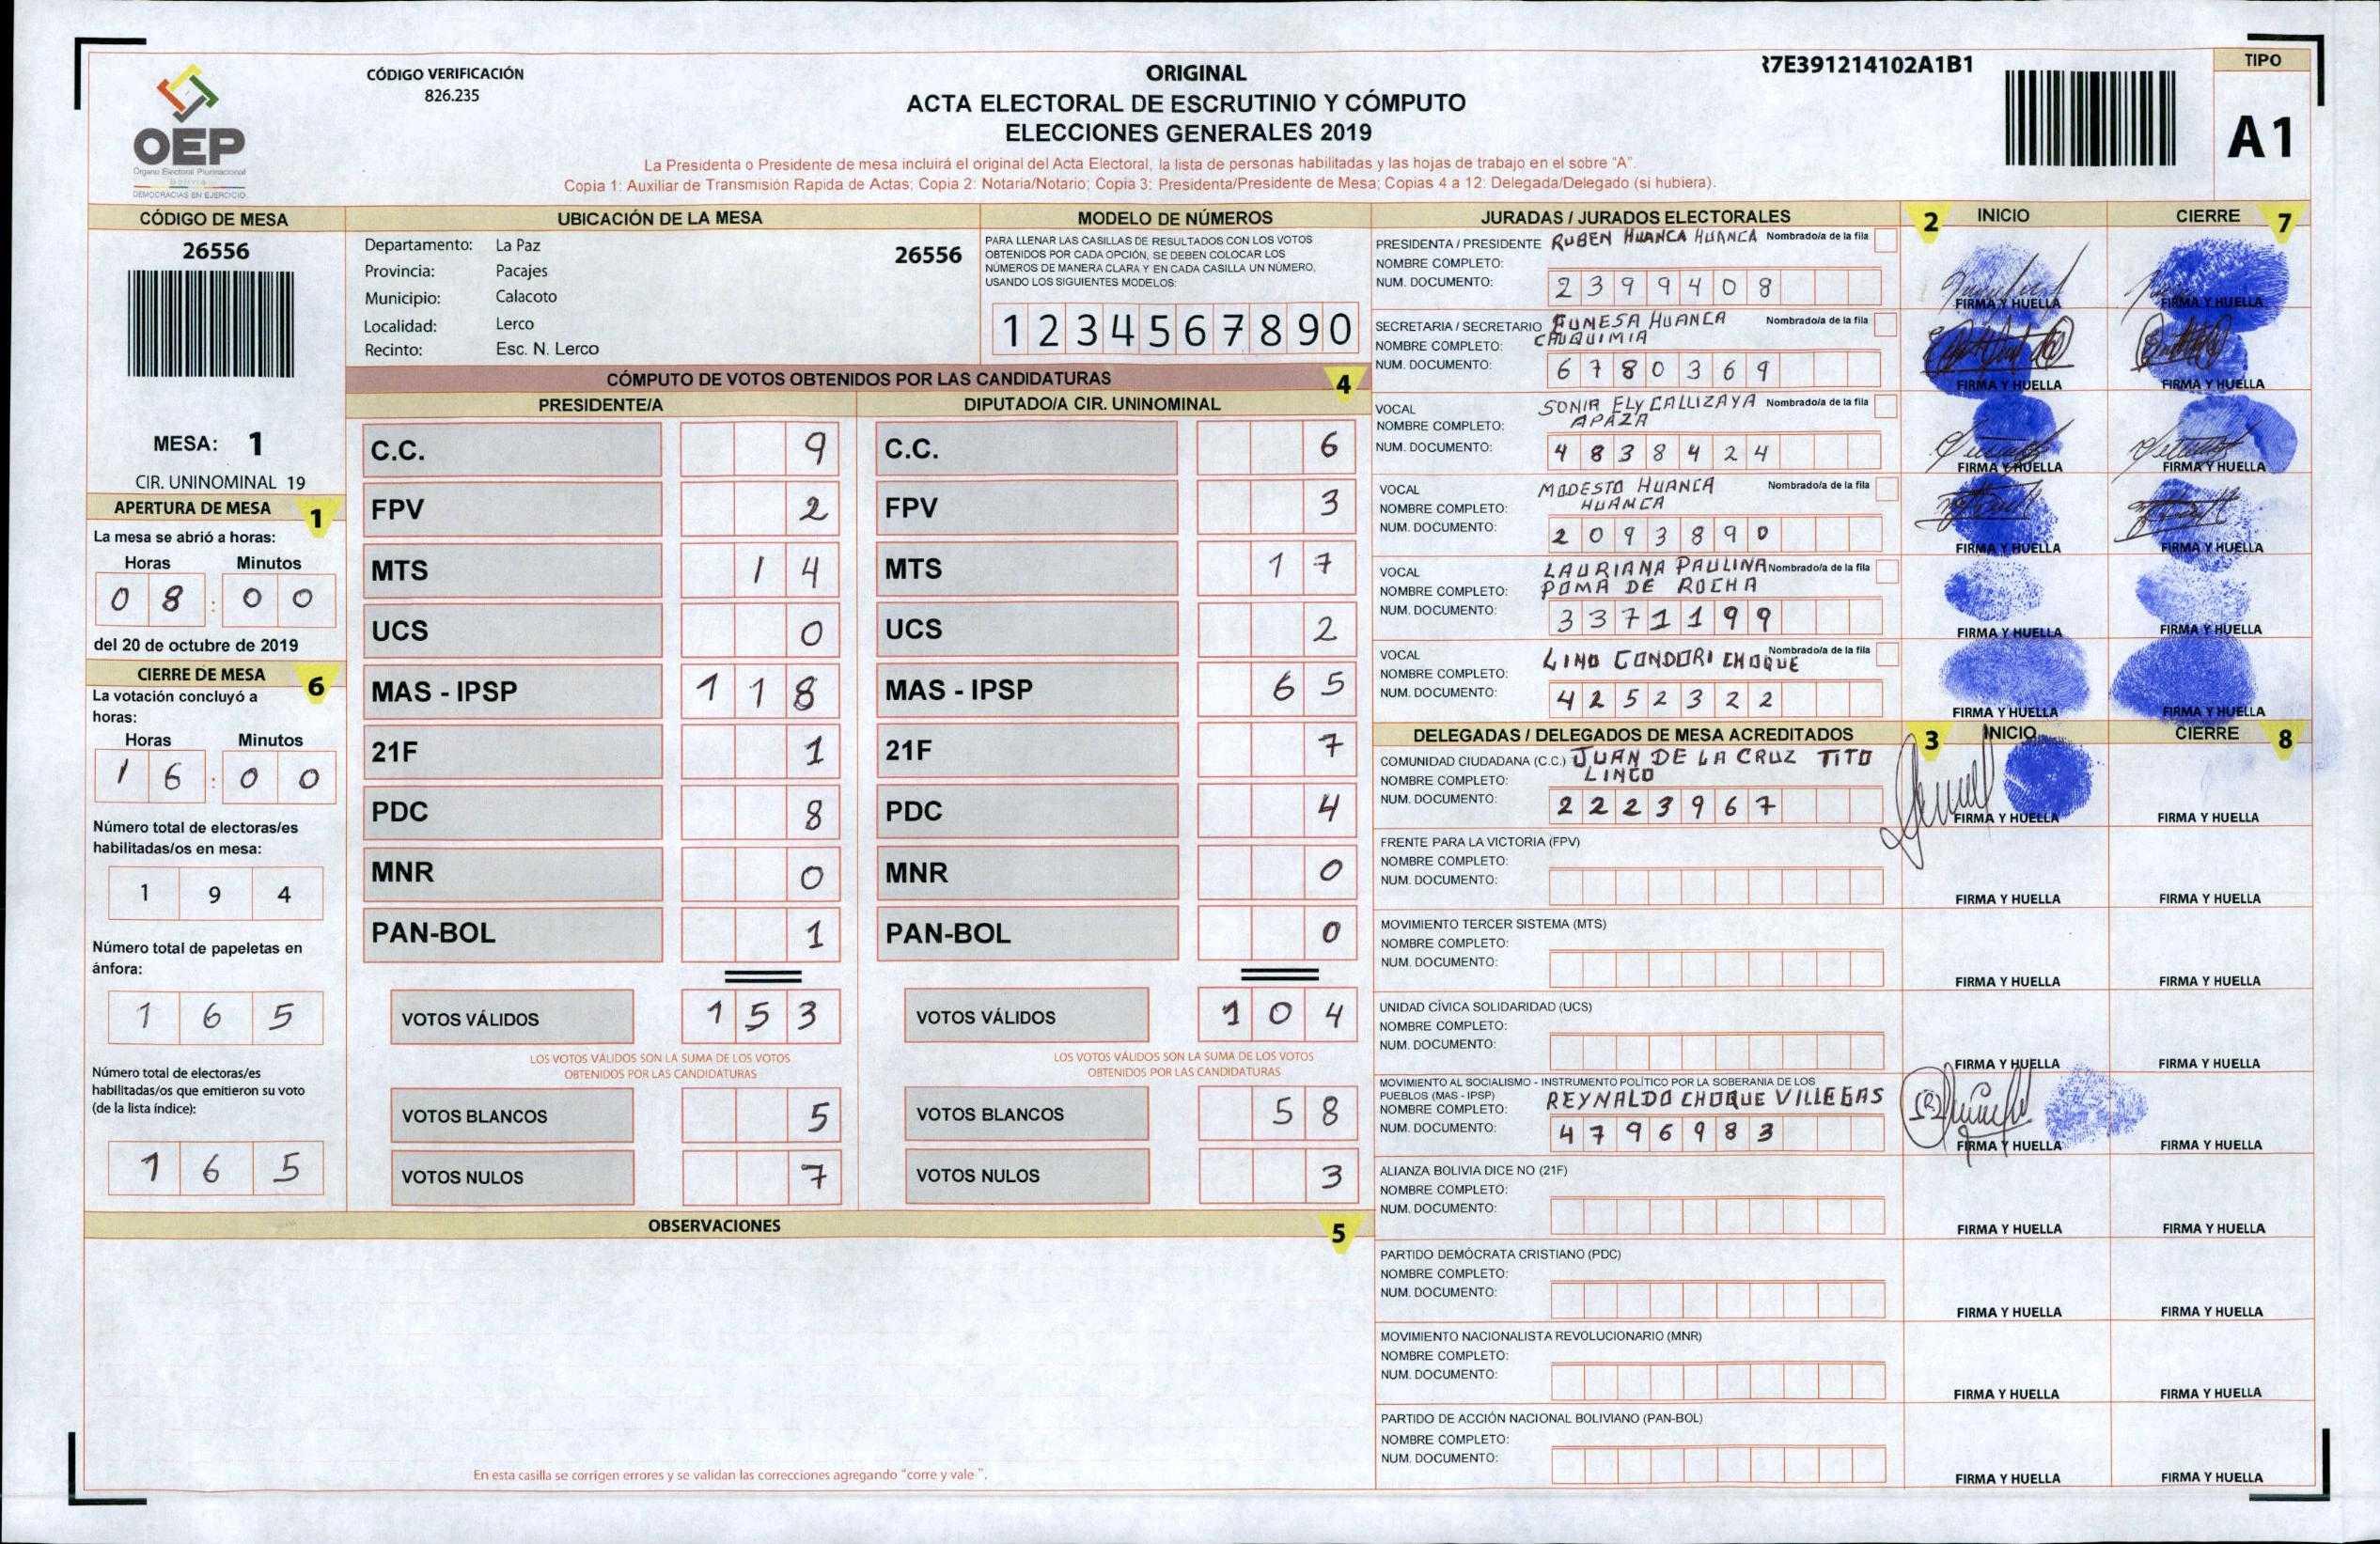 CÓDIGO VERIFICACIÓN
826.235
ORIGINAL
ACTA ELECTORAL DE ESCRUTINIO Y CÓMPUTO
ELECCIONES GENERALES 2019
La Presidenta o Presidente de mesa incluirá el original del Acta Electoral, la lista de personas habilitadas y las hojas de trabajo en el sobre "A".
Copia 1: Auxiliar de Transmisión Rapida de Actas; Copia 2: Notaria/Notario; Copia 3: Presidenta/Presidente de Mesa; Copias 4 a 12: Delegada/Delegado (si hubiera).
7E391214102A1B1
TIPO
A1
OEP
Órgano Electoral Plurinacional
BOLIVIA
DEMOCRACIAS EN EJERCICIO
CÓDIGO DE MESA
26556
MESA: 1
CIR. UNINOMINAL 19
APERTURA DE MESA 1
La mesa se abrió a horas:
Horas Minutos
0 8 : 0 0
del 20 de octubre de 2019
CIERRE DE MESA 6
La votación concluyó a
horas:
Horas Minutos
1 6 : 0 0
Número total de electoras/es
habilitadas/os en mesa:
1 9 4
Número total de papeletas en
ánfora:
1 6 5
Número total de electoras/es
habilitadas/os que emitieron su voto
(de la lista índice):
1 6 5
UBICACIÓN DE LA MESA
Departamento: La Paz 26556
Provincia: Pacajes
Municipio: Calacoto
Localidad: Lerco
Recinto: Esc. N. Lerco
MODELO DE NÚMEROS
PARA LLENAR LAS CASILLAS DE RESULTADOS CON LOS VOTOS
OBTENIDOS POR CADA OPCIÓN, SE DEBEN COLOCAR LOS
NÚMEROS DE MANERA CLARA Y EN CADA CASILLA UN NÚMERO,
USANDO LOS SIGUIENTES MODELOS:
1 2 3 4 5 6 7 8 9 0
CÓMPUTO DE VOTOS OBTENIDOS POR LAS CANDIDATURAS 4
PRESIDENTE/A
C.C. 9
FPV 2
MTS 1 4
UCS 0
MAS - IPSP 1 1 8
21F 1
PDC 8
MNR 0
PAN-BOL 1
VOTOS VÁLIDOS 1 5 3
LOS VOTOS VÁLIDOS SON LA SUMA DE LOS VOTOS
OBTENIDOS POR LAS CANDIDATURAS
VOTOS BLANCOS 5
VOTOS NULOS 7
DIPUTADO/A CIR. UNINOMINAL
C.C. 6
FPV 3
MTS 1 7
UCS 2
MAS - IPSP 6 5
21F 7
PDC 4
MNR 0
PAN-BOL 0
VOTOS VÁLIDOS 1 0 4
LOS VOTOS VÁLIDOS SON LA SUMA DE LOS VOTOS
OBTENIDOS POR LAS CANDIDATURAS
VOTOS BLANCOS 5 8
VOTOS NULOS 3
OBSERVACIONES 5
En esta casilla se corrigen errores y se validan las correcciones agregando "corre y vale ".
JURADAS / JURADOS ELECTORALES 2 INICIO CIERRE 7
PRESIDENTA / PRESIDENTE RUBEN HUANCA HUANCA Nombrado/a de la fila
NOMBRE COMPLETO:
NUM. DOCUMENTO: 2 3 9 9 4 0 8
FIRMA Y HUELLA FIRMA Y HUELLA
SECRETARIA / SECRETARIO HUANCA Nombrado/a de la fila
NOMBRE COMPLETO: CHUQUIMIA
NUM. DOCUMENTO: 6 7 8 0 3 6 9
FIRMA Y HUELLA FIRMA Y HUELLA
VOCAL SONIA ELY CALLIZAYA Nombrado/a de la fila
NOMBRE COMPLETO: APAZA
NUM. DOCUMENTO: 4 8 3 8 4 2 4
FIRMA Y HUELLA FIRMA Y HUELLA
VOCAL MODESTO HUANCA Nombrado/a de la fila
NOMBRE COMPLETO: HUANCA
NUM. DOCUMENTO: 2 0 9 3 8 9 0
FIRMA Y HUELLA FIRMA Y HUELLA
VOCAL LAURIANA PAULINA Nombrado/a de la fila
NOMBRE COMPLETO: POMA DE ROCHA
NUM. DOCUMENTO: 3 3 7 1 1 9 9
FIRMA Y HUELLA FIRMA Y HUELLA
VOCAL LINO CONDORI CHOQUE Nombrado/a de la fila
NOMBRE COMPLETO:
NUM. DOCUMENTO: 4 2 5 2 3 2 2
FIRMA Y HUELLA FIRMA Y HUELLA
DELEGADAS / DELEGADOS DE MESA ACREDITADOS 3 INICIO CIERRE 8
COMUNIDAD CIUDADANA (C.C.) JUAN DE LA CRUZ TITO
NOMBRE COMPLETO: LINCO
NUM. DOCUMENTO: 2 2 2 3 9 6 7
FIRMA Y HUELLA FIRMA Y HUELLA
FRENTE PARA LA VICTORIA (FPV)
NOMBRE COMPLETO:
NUM. DOCUMENTO:
FIRMA Y HUELLA FIRMA Y HUELLA
MOVIMIENTO TERCER SISTEMA (MTS)
NOMBRE COMPLETO:
NUM. DOCUMENTO:
FIRMA Y HUELLA FIRMA Y HUELLA
UNIDAD CÍVICA SOLIDARIDAD (UCS)
NOMBRE COMPLETO:
NUM. DOCUMENTO:
FIRMA Y HUELLA FIRMA Y HUELLA
MOVIMIENTO AL SOCIALISMO - INSTRUMENTO POLÍTICO POR LA SOBERANIA DE LOS
PUEBLOS (MAS - IPSP) REYNALDO CHOQUE VILLEGAS
NOMBRE COMPLETO:
NUM. DOCUMENTO: 4 7 9 6 9 8 3
FIRMA Y HUELLA FIRMA Y HUELLA
ALIANZA BOLIVIA DICE NO (21F)
NOMBRE COMPLETO:
NUM. DOCUMENTO:
FIRMA Y HUELLA FIRMA Y HUELLA
PARTIDO DEMÓCRATA CRISTIANO (PDC)
NOMBRE COMPLETO:
NUM. DOCUMENTO:
FIRMA Y HUELLA FIRMA Y HUELLA
MOVIMIENTO NACIONALISTA REVOLUCIONARIO (MNR)
NOMBRE COMPLETO:
NUM. DOCUMENTO:
FIRMA Y HUELLA FIRMA Y HUELLA
PARTIDO DE ACCIÓN NACIONAL BOLIVIANO (PAN-BOL)
NOMBRE COMPLETO:
NUM. DOCUMENTO:
FIRMA Y HUELLA FIRMA Y HUELLA